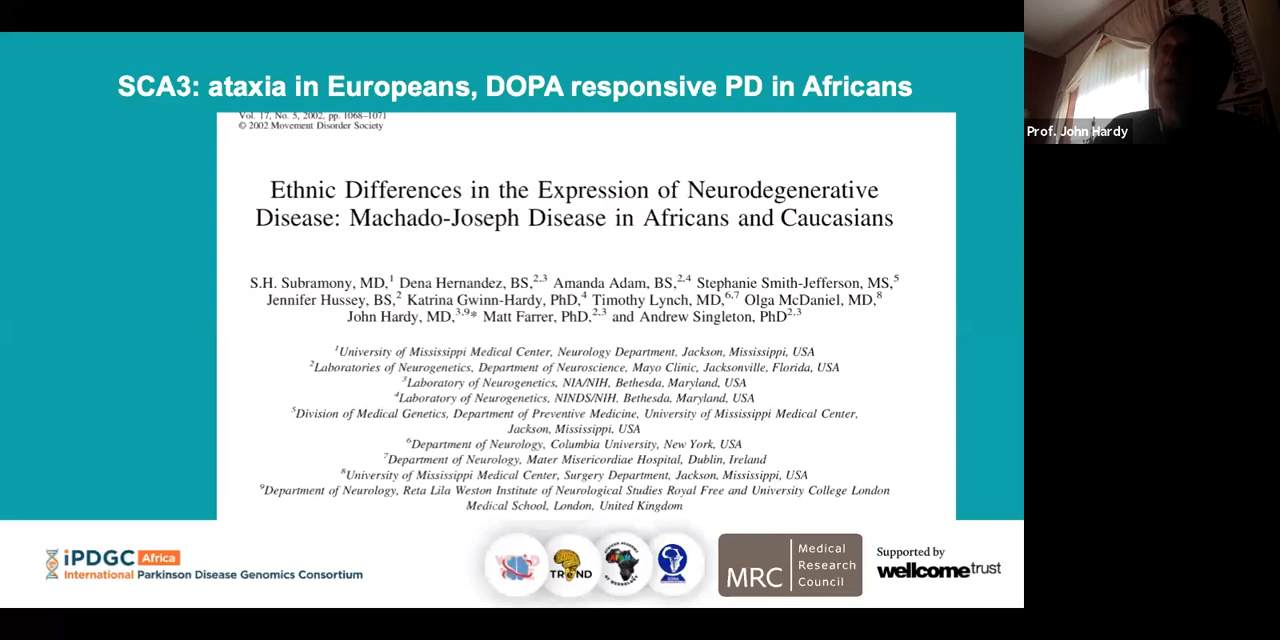 SCA3: ataxia in Europeans, DOPA responsive PD in Africans
Vol. 17, No. 5, 2002, pp. 1068–1071
© 2002 Movement Disorder Society
Ethnic Differences in the Expression of Neurodegenerative
Disease: Machado-Joseph Disease in Africans and Caucasians
S.H. Subramony, MD,1 Dena Hernandez, BS,2,3 Amanda Adam, BS,2,4 Stephanie Smith-Jefferson, MS,5
Jennifer Hussey, BS,2 Katrina Gwinn-Hardy, PhD,4 Timothy Lynch, MD,6,7 Olga McDaniel, MD,8
John Hardy, MD,3,9* Matt Farrer, PhD,2,3 and Andrew Singleton, PhD2,3
1University of Mississippi Medical Center, Neurology Department, Jackson, Mississippi, USA
2Laboratories of Neurogenetics, Department of Neuroscience, Mayo Clinic, Jacksonville, Florida, USA
3Laboratory of Neurogenetics, NIA/NIH, Bethesda, Maryland, USA
4Laboratory of Neurogenetics, NINDS/NIH, Bethesda, Maryland, USA
5Division of Medical Genetics, Department of Preventive Medicine, University of Mississippi Medical Center,
Jackson, Mississippi, USA
6Department of Neurology, Columbia University, New York, USA
7Department of Neurology, Mater Misericordiae Hospital, Dublin, Ireland
8University of Mississippi Medical Center, Surgery Department, Jackson, Mississippi, USA
9Department of Neurology, Reta Lila Weston Institute of Neurological Studies Royal Free and University College London
Medical School, London, United Kingdom
Prof. John Hardy
iPDGC Africa
International Parkinson Disease Genomics Consortium
TReND
MRC
Medical
Research
Council
Supported by
wellcometrust